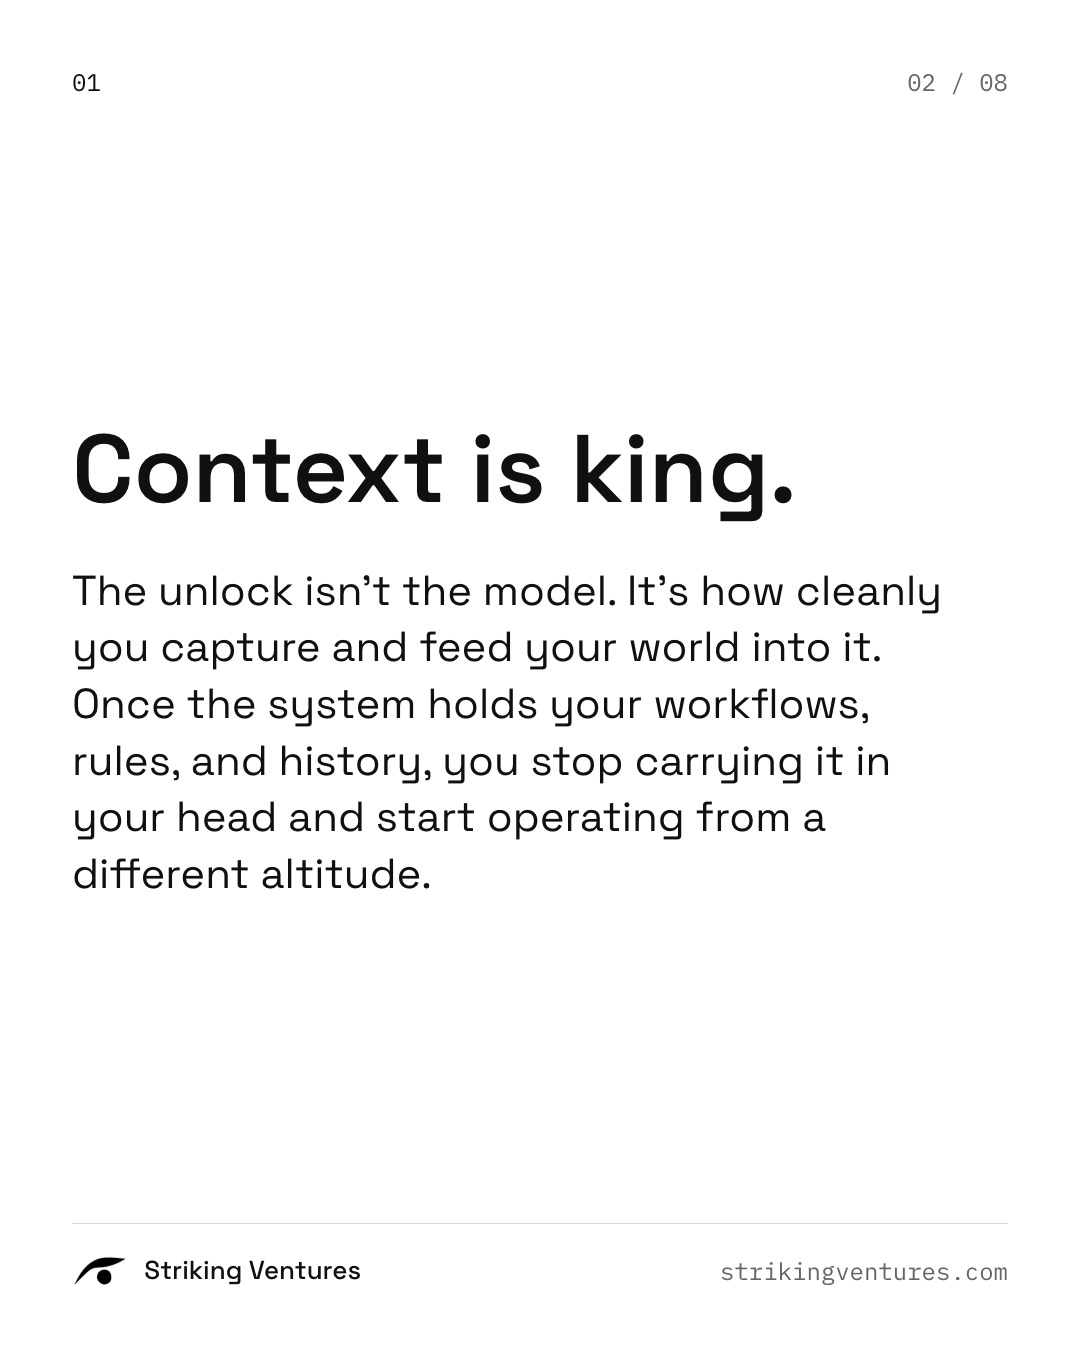 01
02 / 08
Context is king.
The unlock isn’t the model. It’s how cleanly
you capture and feed your world into it.
Once the system holds your workflows,
rules, and history, you stop carrying it in
your head and start operating from a
different altitude.
Striking Ventures
strikingventures.com